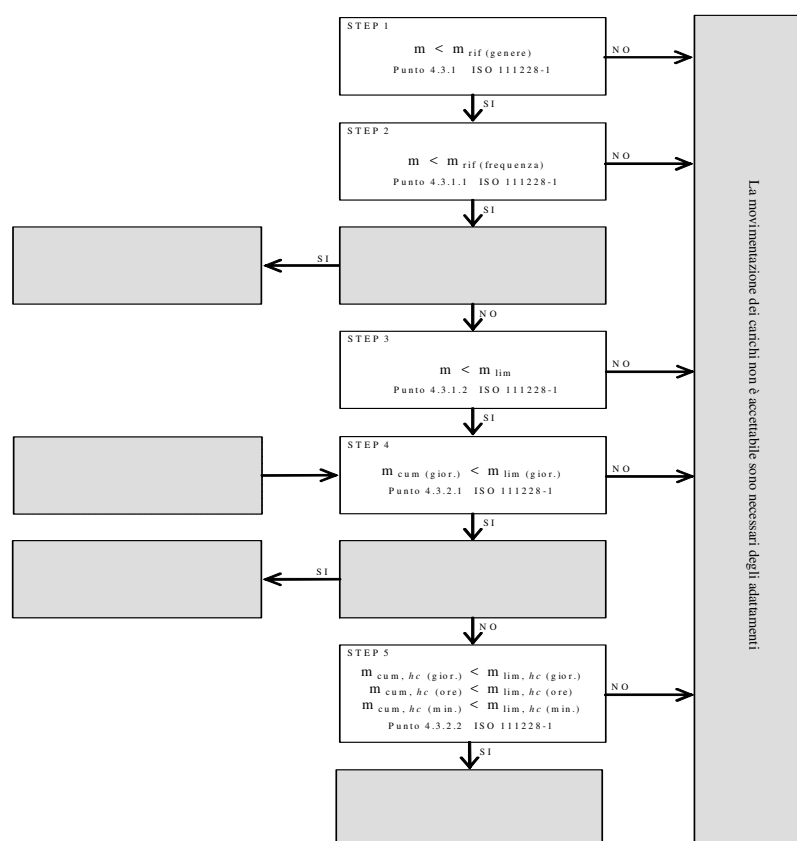 STEP 1
m < m rif (genere)
Punto 4.3.1 ISO 111228-1
NO
SI
STEP 2
m < m rif (frequenza)
Punto 4.3.1.1 ISO 111228-1
NO
SI
SI
NO
STEP 3
m < m lim
Punto 4.3.1.2 ISO 111228-1
NO
SI
STEP 4
m cum (gior.) < m lim (gior.)
Punto 4.3.2.1 ISO 111228-1
NO
SI
SI
NO
STEP 5
m cum, hc (gior.) < m lim, hc (gior.)
m cum, hc (ore) < m lim, hc (ore)
m cum, hc (min.) < m lim, hc (min.)
Punto 4.3.2.2 ISO 111228-1
NO
SI
La movimentazione dei carichi non è accettabile sono necessari degli adattamenti